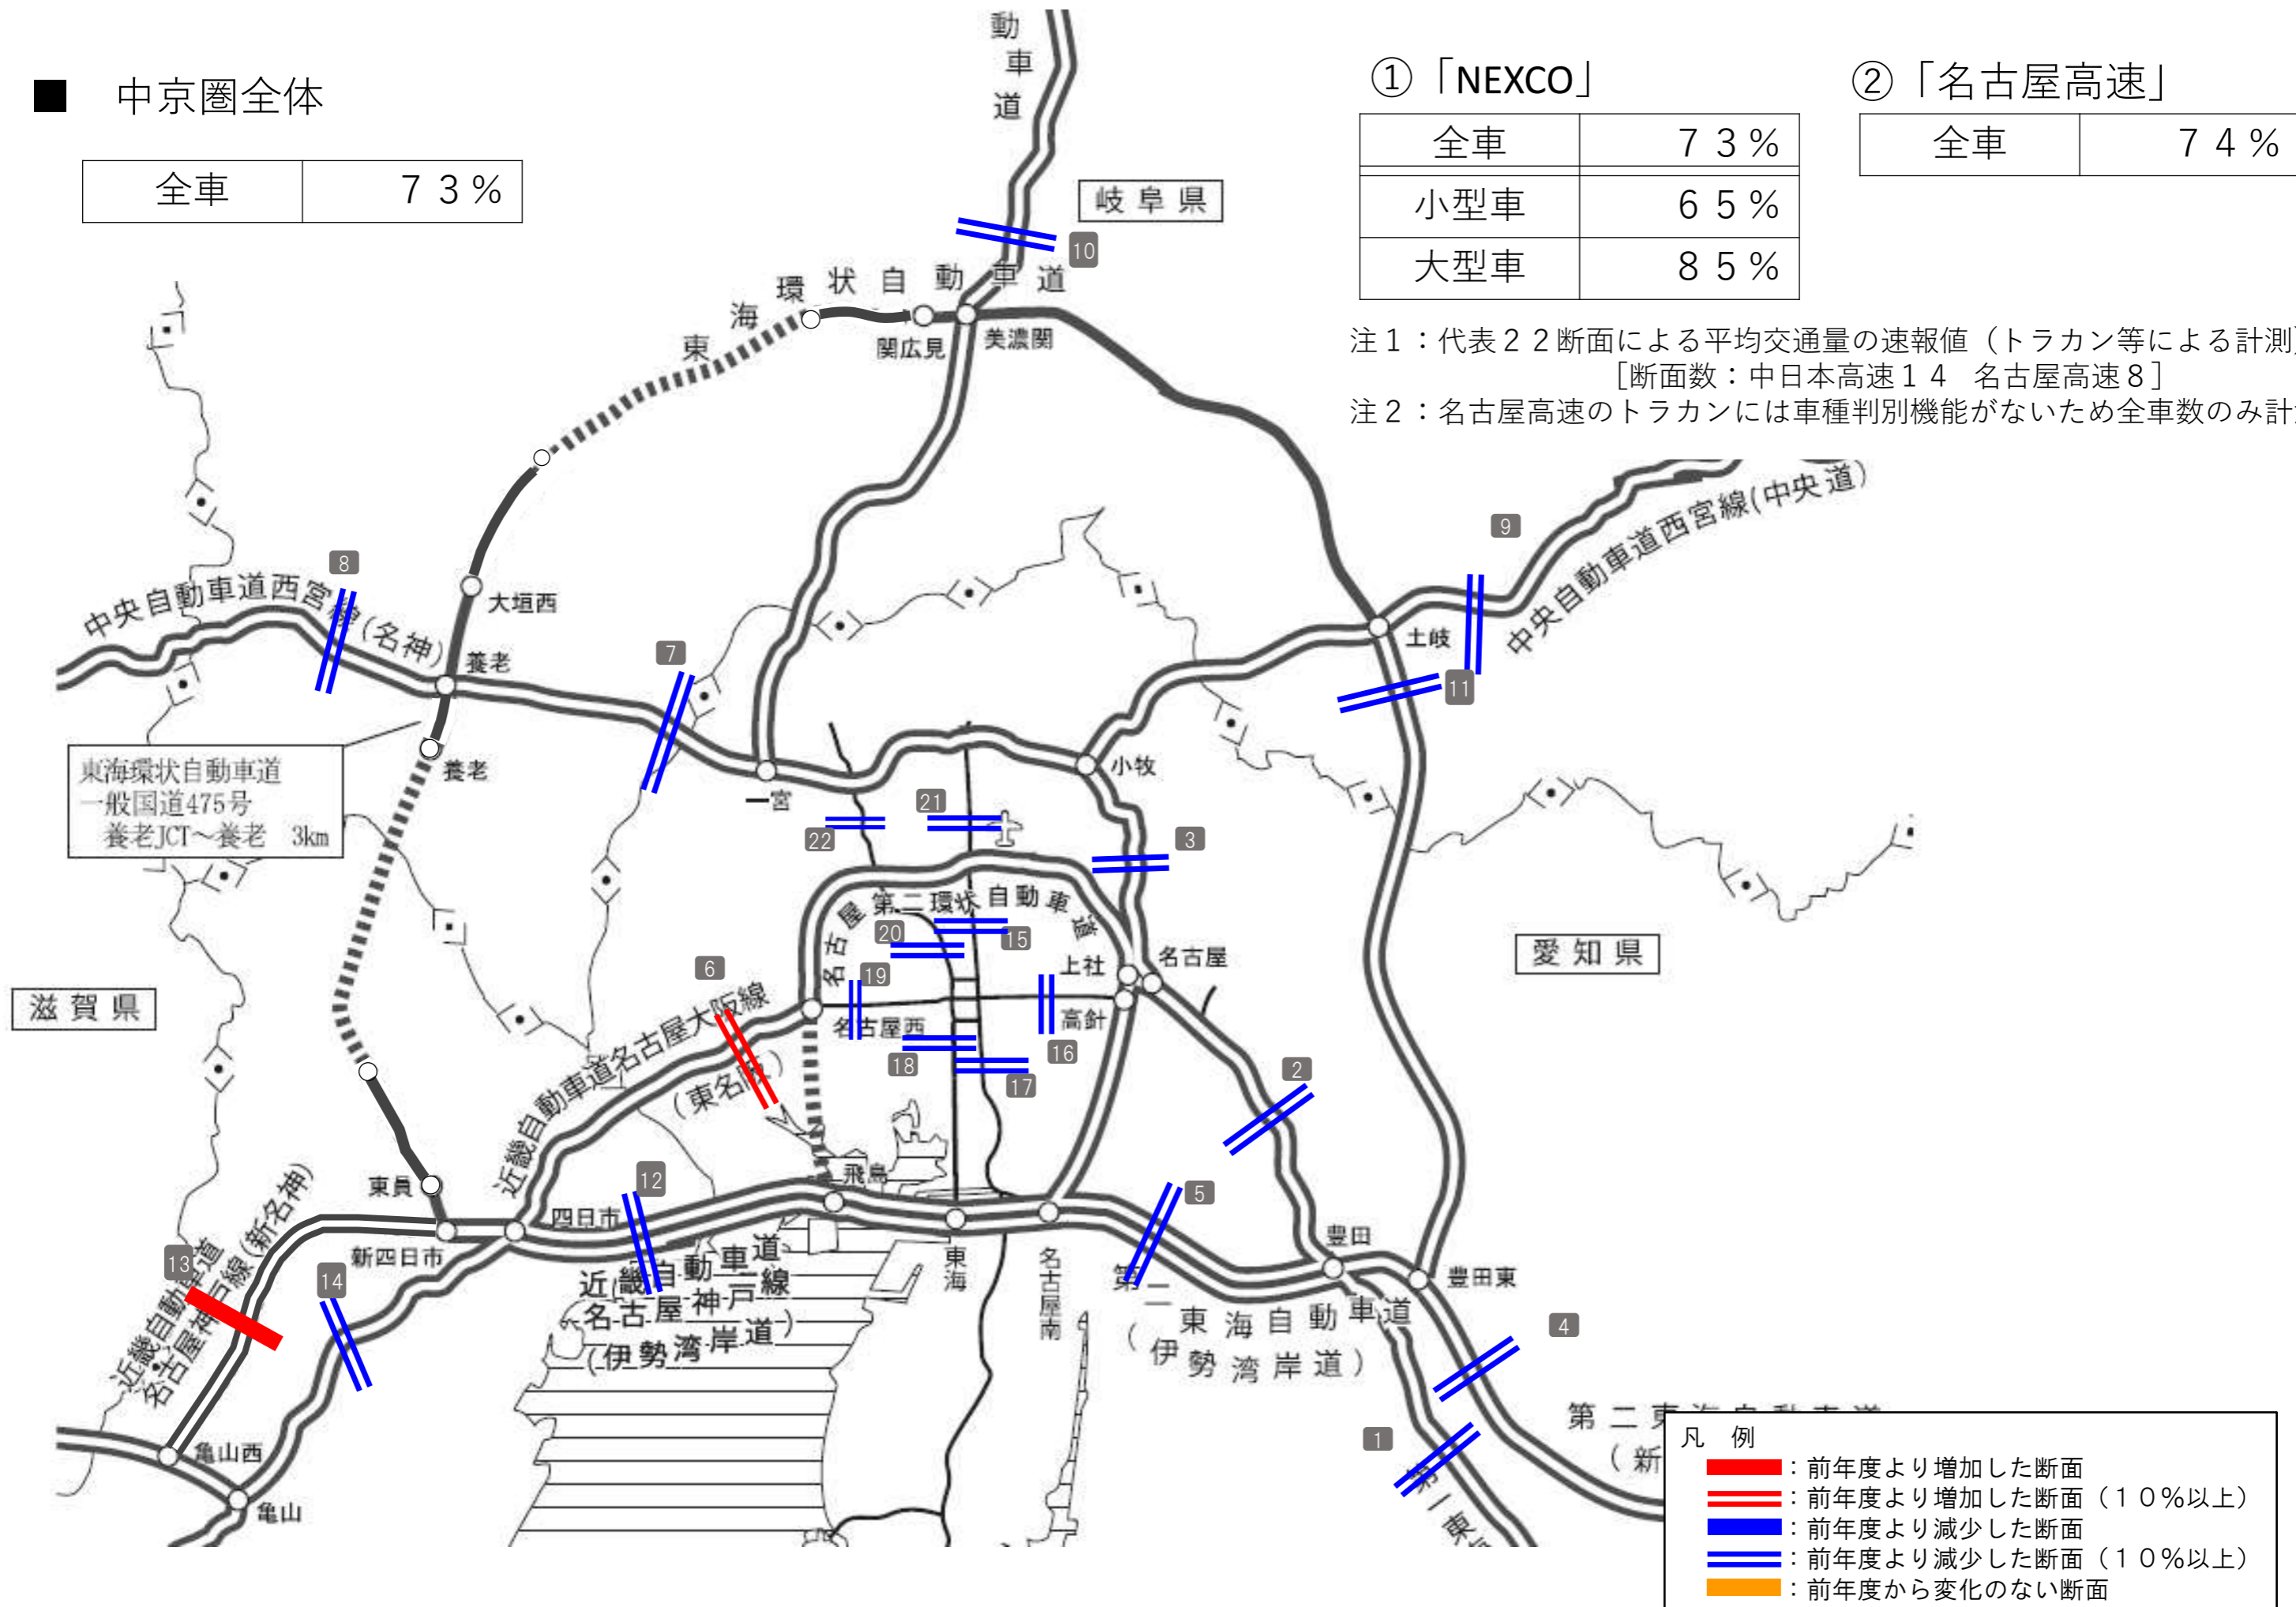 ■ 中京圏全体
全車 73%
①「NEXCO」
全車 73%
小型車 65%
大型車 85%
②「名古屋高速」
全車 74%
注1:代表22断面による平均交通量の速報値(トラカン等による計測)
[断面数:中日本高速14 名古屋高速8]
注2:名古屋高速のトラカンには車種判別機能がないため全車数のみ計
動車道
岐阜県
10
東海環状自動車道
関広見
美濃関
9
中央自動車道西宮線(中央道)
8
中央自動車道西宮線(名神)
大垣西
養老
7
土岐
11
東海環状自動車道
一般国道475号
養老JCT~養老 3km
養老
一宮
小牧
22
21
3
名古屋第二環状自動車道
20
15
19
上社
名古屋
愛知県
滋賀県
6
近畿自動車道名古屋大阪線
(東名阪)
名古屋西
高針
18
16
17
2
東員
飛島
12
5
四日市
新四日市
13
近畿自動車道
名古屋神戸線(新名神)
14
近畿自動車道
名古屋神戸線
(伊勢湾岸道)
東海
名古屋南
豊田
豊田東
第二東海自動車道
(伊勢湾岸道)
4
1
亀山西
亀山
第二東海自動車道
(新
第一東
凡 例
:前年度より増加した断面
:前年度より増加した断面(10%以上)
:前年度より減少した断面
:前年度より減少した断面(10%以上)
:前年度から変化のない断面